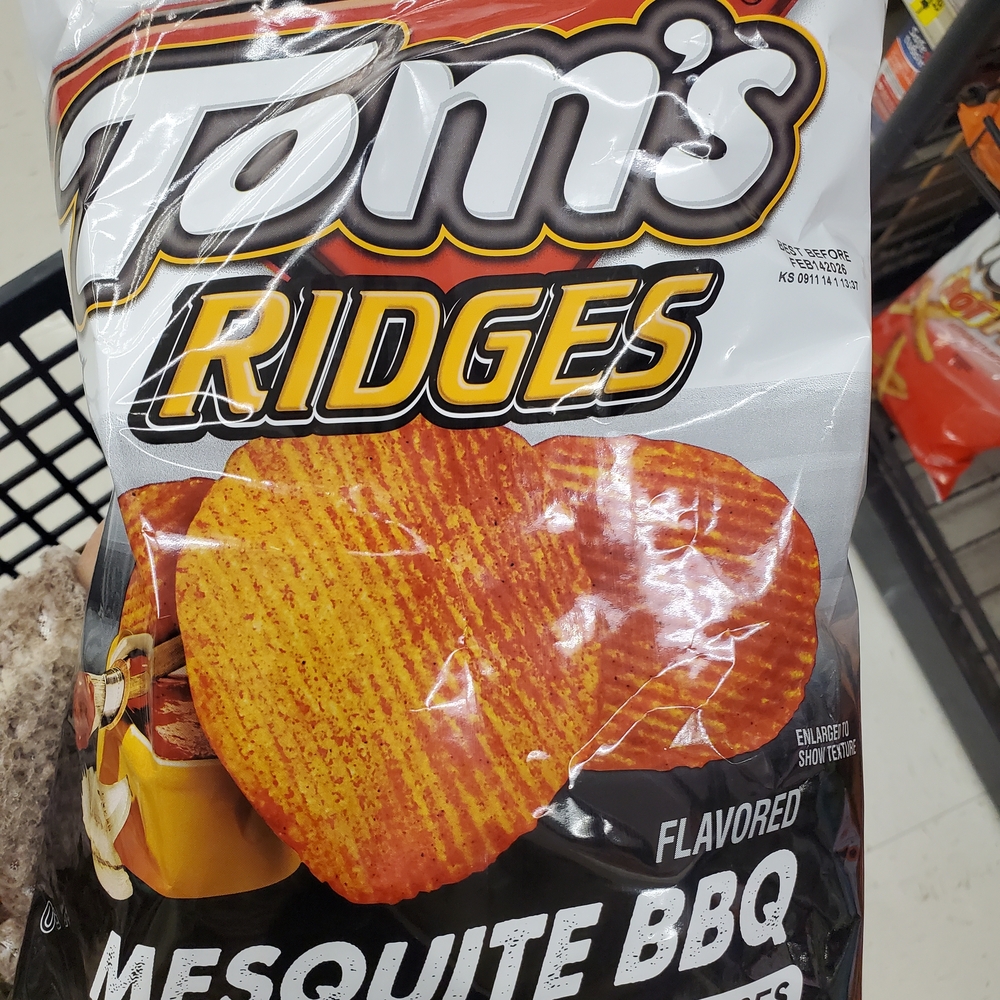 Tom's
RIDGES
BEST BEFORE
FEB142026
KS 0911 14 1 13:37
ENLARGED TO
SHOW TEXTURE
FLAVORED
MESQUITE BBQ